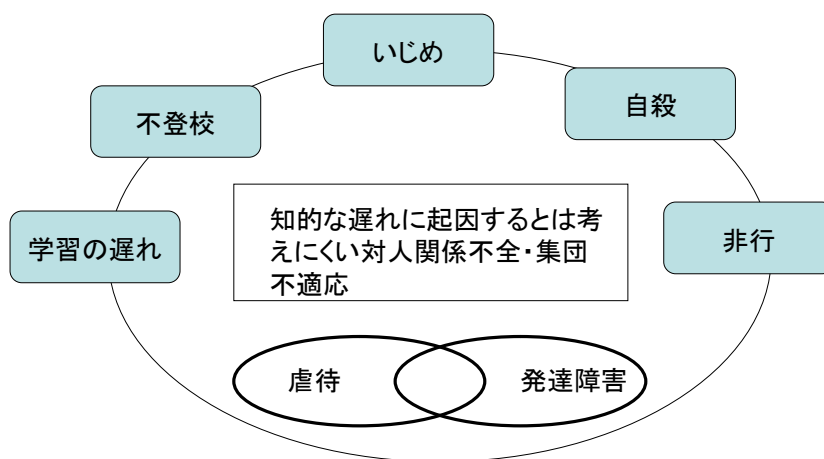 いじめ
自殺
不登校
学習の遅れ
非行
知的な遅れに起因するとは考
えにくい対人関係不全・集団
不適応
虐待
発達障害